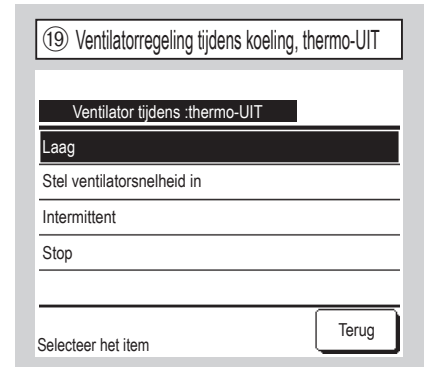 ⑲ Ventilatorregeling tijdens koeling, thermo-UIT
Ventilator tijdens :thermo-UIT
Laag
Stel ventilatorsnelheid in
Intermittent
Stop
Terug
Selecteer het item